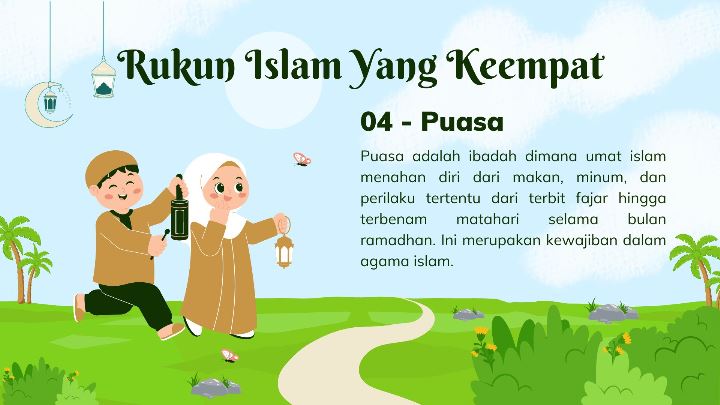 Rukun Islam Yang Keempat
04 - Puasa
Puasa adalah ibadah dimana umat islam
menahan diri dari makan, minum, dan
perilaku tertentu dari terbit fajar hingga
terbenam matahari selama bulan
ramadhan. Ini merupakan kewajiban dalam
agama islam.